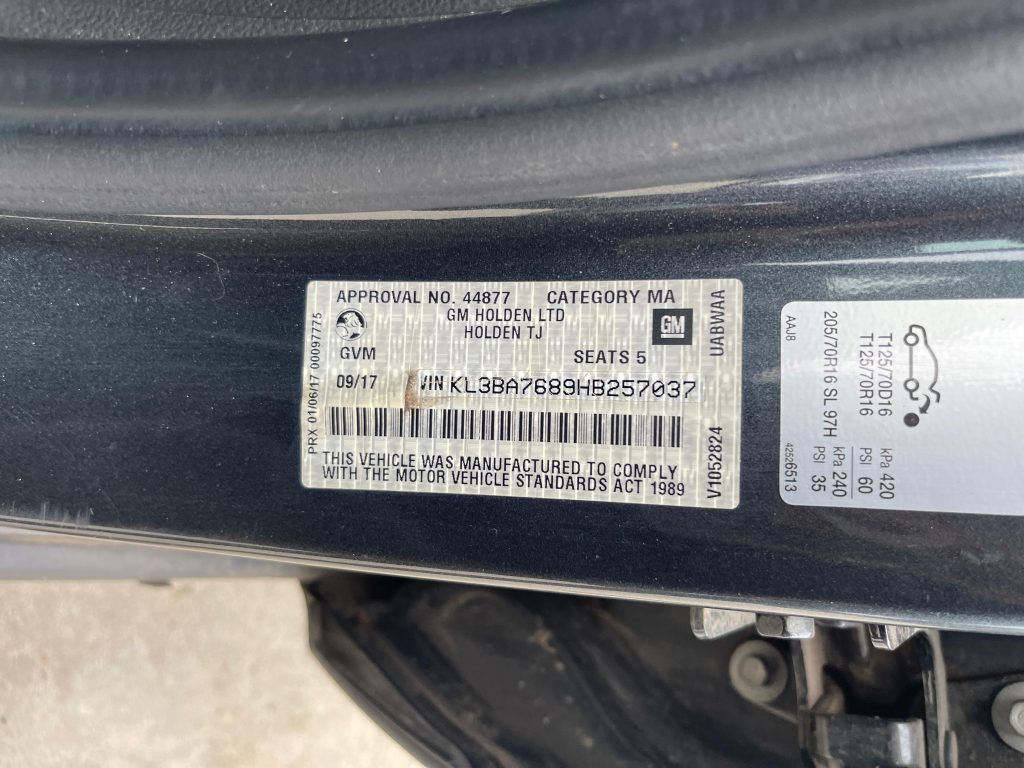 APPROVAL NO. 44877 CATEGORY MA
GM HOLDEN LTD
HOLDEN TJ
GM
GVM SEATS 5
09/17 VIN KL3BA7689HB257037
THIS VEHICLE WAS MANUFACTURED TO COMPLY
WITH THE MOTOR VEHICLE STANDARDS ACT 1989
PRX 01/06/17 00097775
V1052824 UABWAA
AAJ8
205/70R16 SL 97H
kPa 240
PSI 35
42526513
T125/70D16
T125/70R16
kPa 420
PSI 60